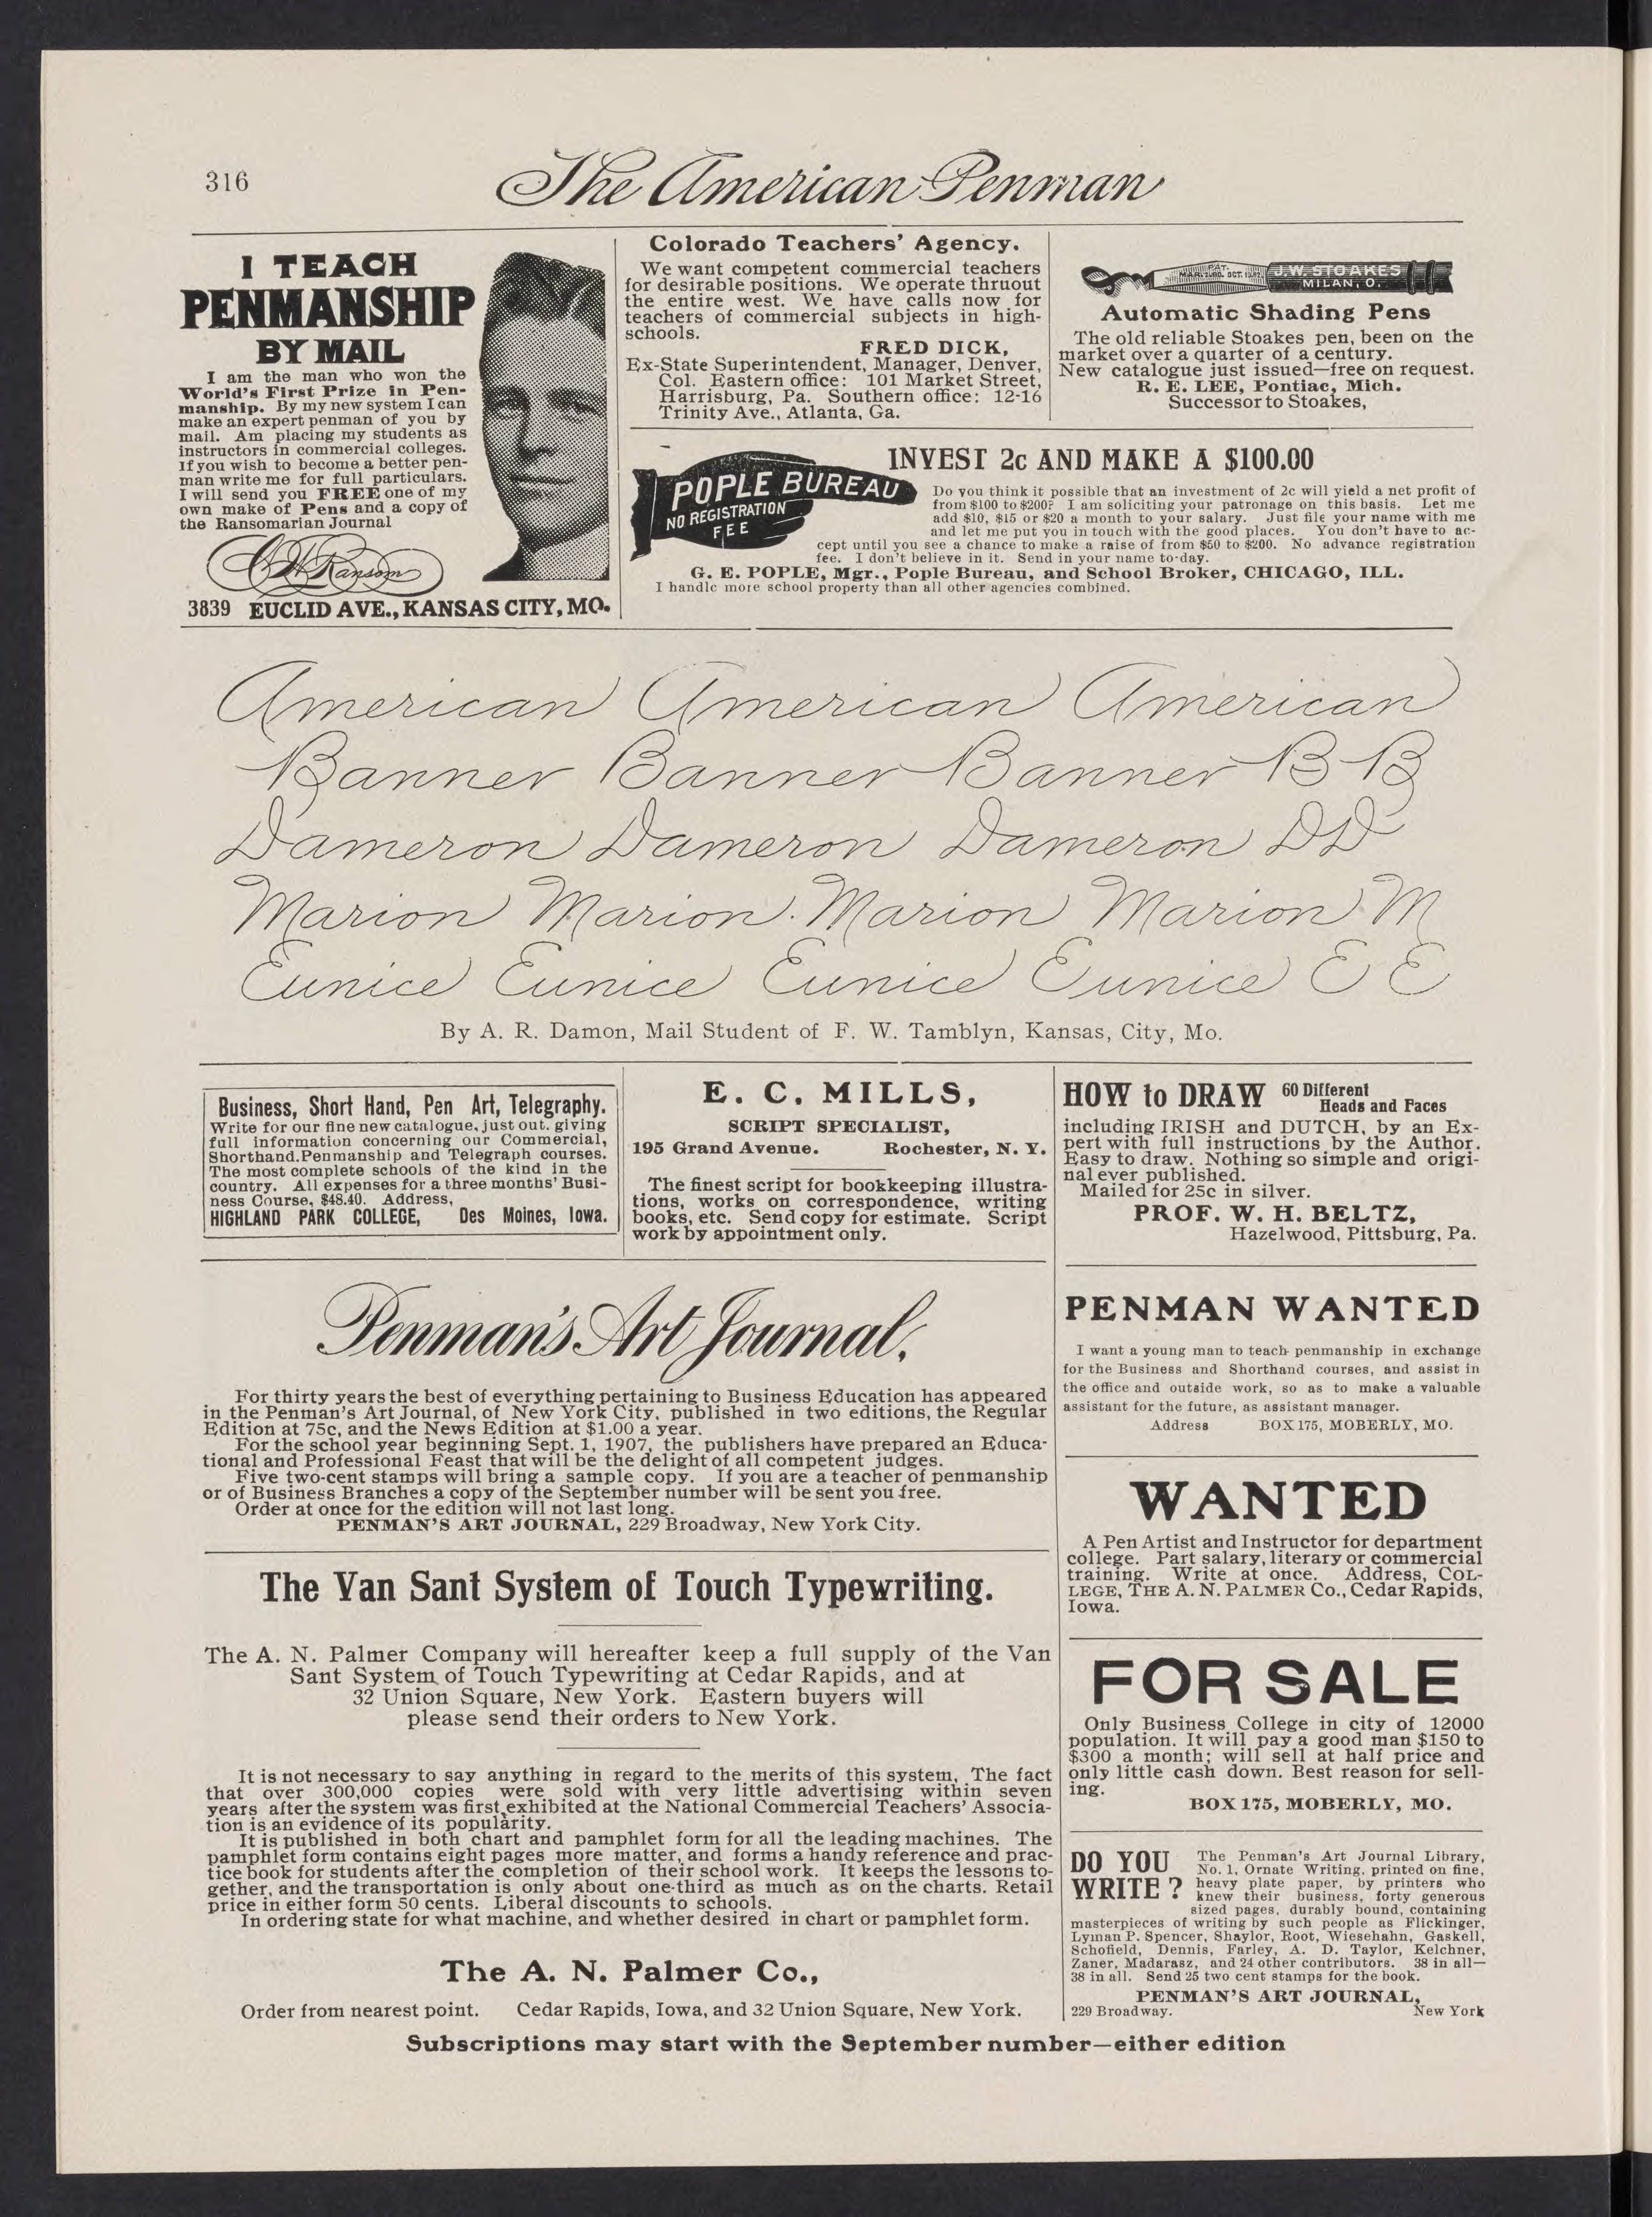 316
The American Penman
I TEACH
PENMANSHIP
BY MAIL
I am the man who won the
World's First Prize in Pen-
manship. By my new system I can
make an expert penman of you by
mail. Am placing my students as
instructors in commercial colleges.
If you wish to become a better pen-
man write me for full particulars.
I will send you FREE one of my
own make of Pens and a copy of
the Ransomarian Journal
C W Ransom
3839 EUCLID AVE., KANSAS CITY, MO.
Colorado Teachers' Agency.
We want competent commercial teachers
for desirable positions. We operate thruout
the entire west. We have calls now for
teachers of commercial subjects in high-
schools.
FRED DICK,
Ex-State Superintendent, Manager, Denver,
Col. Eastern office: 101 Market Street,
Harrisburg, Pa. Southern office: 12-16
Trinity Ave., Atlanta, Ga.
PAT.
J.W. STOAKES
MILAN, O.
Automatic Shading Pens
The old reliable Stoakes pen, been on the
market over a quarter of a century.
New catalogue just issued—free on request.
R. E. LEE, Pontiac, Mich.
Successor to Stoakes,
POPLE BUREAU
NO REGISTRATION
FEE
INVEST 2c AND MAKE A $100.00
Do you think it possible that an investment of 2c will yield a net profit of
from $100 to $200? I am soliciting your patronage on this basis. Let me
add $10, $15 or $20 a month to your salary. Just file your name with me
and let me put you in touch with the good places. You don't have to ac-
cept until you see a chance to make a raise of from $50 to $200. No advance registration
fee. I don't believe in it. Send in your name to-day.
G. E. POPLE, Mgr., Pople Bureau, and School Broker, CHICAGO, ILL.
I handle more school property than all other agencies combined.
American American American
Banner Banner Banner B B
Dameron Dameron Dameron D D
Marion Marion. Marion Marion M
Eunice Eunice Eunice Eunice E E
By A. R. Damon, Mail Student of F. W. Tamblyn, Kansas, City, Mo.
Business, Short Hand, Pen Art, Telegraphy.
Write for our fine new catalogue, just out. giving
full information concerning our Commercial,
Shorthand. Penmanship and Telegraph courses.
The most complete schools of the kind in the
country. All expenses for a three months' Busi-
ness Course, $48.40. Address,
HIGHLAND PARK COLLEGE, Des Moines, Iowa.
E. C. MILLS,
SCRIPT SPECIALIST,
195 Grand Avenue. Rochester, N. Y.
The finest script for bookkeeping illustra-
tions, works on correspondence, writing
books, etc. Send copy for estimate. Script
work by appointment only.
HOW to DRAW 60 Different
Heads and Faces
including IRISH and DUTCH, by an Ex-
pert with full instructions by the Author.
Easy to draw. Nothing so simple and origi-
nal ever published.
Mailed for 25c in silver.
PROF. W. H. BELTZ,
Hazelwood, Pittsburg, Pa.
Penman's Art Journal.
For thirty years the best of everything pertaining to Business Education has appeared
in the Penman's Art Journal, of New York City, published in two editions, the Regular
Edition at 75c, and the News Edition at $1.00 a year.
For the school year beginning Sept. 1, 1907, the publishers have prepared an Educa-
tional and Professional Feast that will be the delight of all competent judges.
Five two-cent stamps will bring a sample copy. If you are a teacher of penmanship
or of Business Branches a copy of the September number will be sent you free.
Order at once for the edition will not last long.
PENMAN'S ART JOURNAL, 229 Broadway, New York City.
The Van Sant System of Touch Typewriting.
The A. N. Palmer Company will hereafter keep a full supply of the Van
Sant System of Touch Typewriting at Cedar Rapids, and at
32 Union Square, New York. Eastern buyers will
please send their orders to New York.
It is not necessary to say anything in regard to the merits of this system, The fact
that over 300,000 copies were sold with very little advertising within seven
years after the system was first exhibited at the National Commercial Teachers' Associa-
tion is an evidence of its popularity.
It is published in both chart and pamphlet form for all the leading machines. The
pamphlet form contains eight pages more matter, and forms a handy reference and prac-
tice book for students after the completion of their school work. It keeps the lessons to-
gether, and the transportation is only about one-third as much as on the charts. Retail
price in either form 50 cents. Liberal discounts to schools.
In ordering state for what machine, and whether desired in chart or pamphlet form.
The A. N. Palmer Co.,
Order from nearest point. Cedar Rapids, Iowa, and 32 Union Square, New York.
PENMAN WANTED
I want a young man to teach penmanship in exchange
for the Business and Shorthand courses, and assist in
the office and outside work, so as to make a valuable
assistant for the future, as assistant manager.
Address BOX 175, MOBERLY, MO.
WANTED
A Pen Artist and Instructor for department
college. Part salary, literary or commercial
training. Write at once. Address, COL-
LEGE, THE A. N. PALMER Co., Cedar Rapids,
Iowa.
FOR SALE
Only Business College in city of 12000
population. It will pay a good man $150 to
$300 a month; will sell at half price and
only little cash down. Best reason for sell-
ing.
BOX 175, MOBERLY, MO.
DO YOU
WRITE?
The Penman's Art Journal Library,
No. 1, Ornate Writing, printed on fine,
heavy plate paper, by printers who
knew their business, forty generous
sized pages, durably bound, containing
masterpieces of writing by such people as Flickinger,
Lyman P. Spencer, Shaylor, Root, Wiesehahn, Gaskell,
Schofield, Dennis, Farley, A. D. Taylor, Kelchner,
Zaner, Madarasz, and 24 other contributors. 38 in all—
38 in all. Send 25 two cent stamps for the book.
PENMAN'S ART JOURNAL,
229 Broadway. New York
Subscriptions may start with the September number—either edition